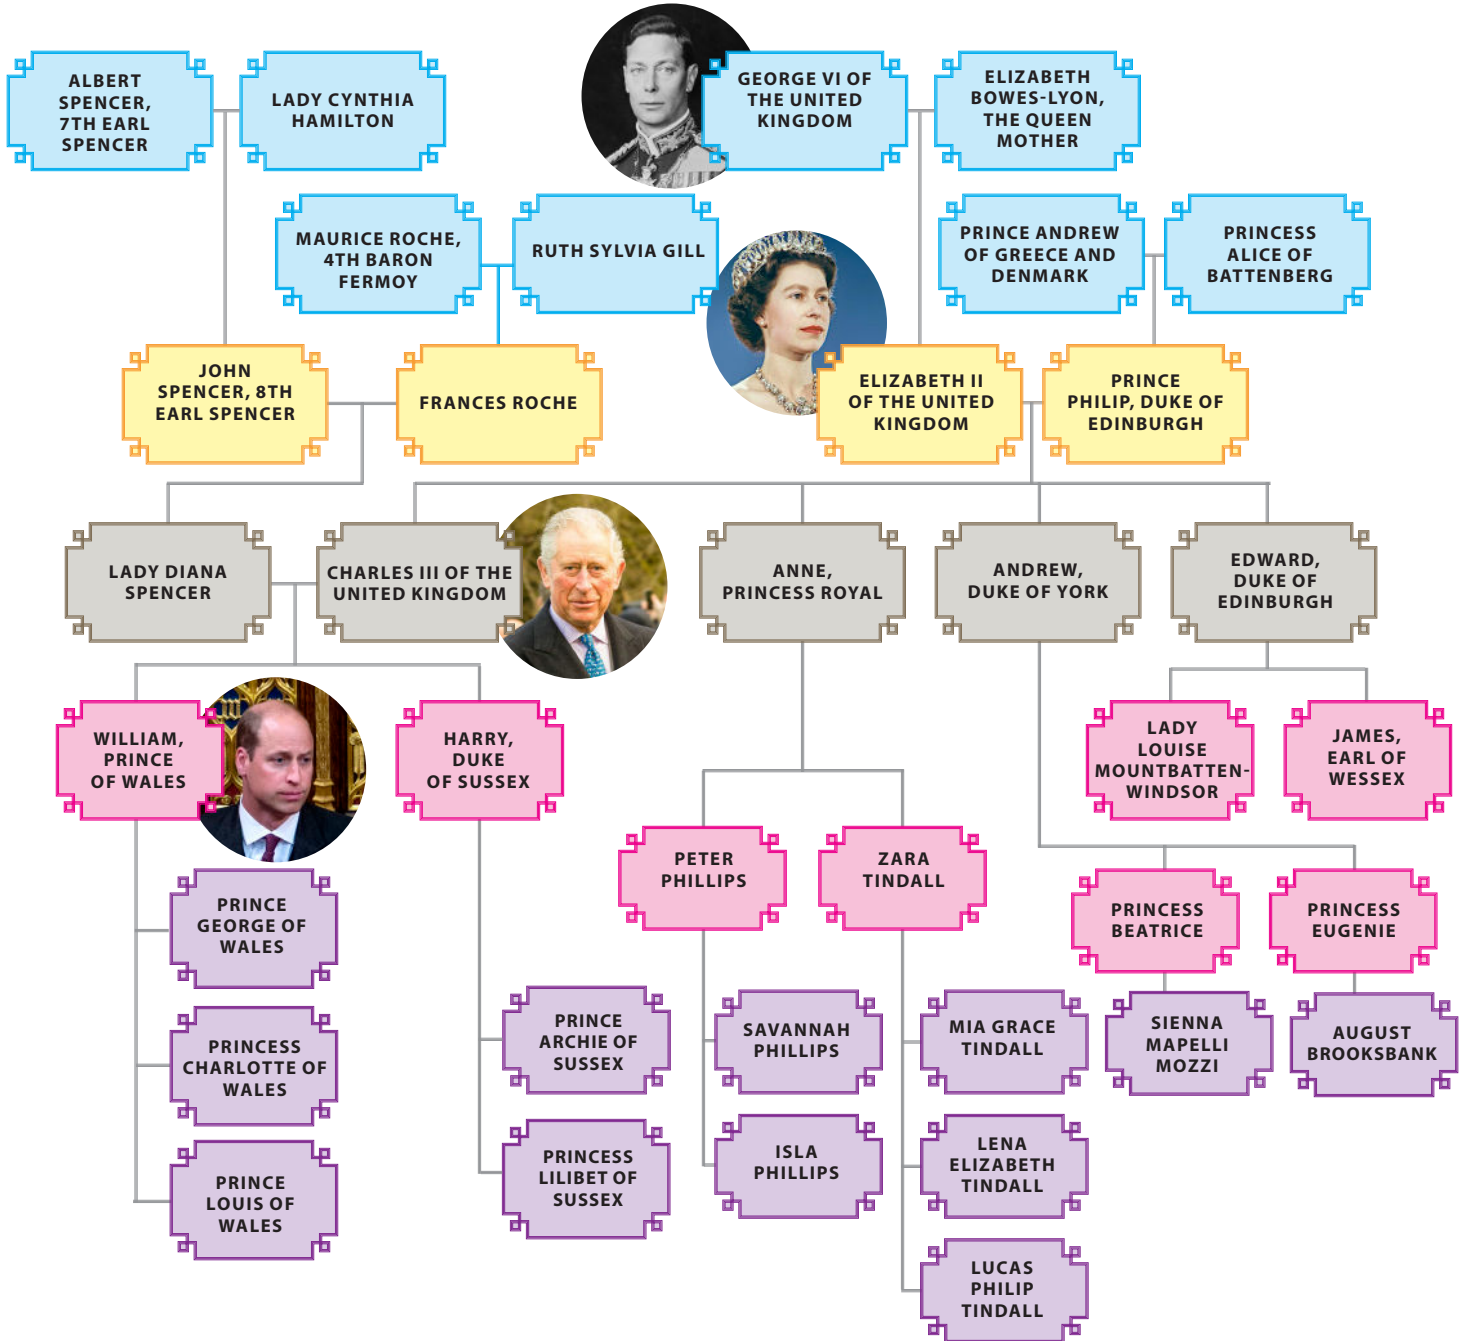 ALBERT
SPENCER,
7TH EARL
SPENCER
LADY CYNTHIA
HAMILTON
GEORGE VI OF
THE UNITED
KINGDOM
ELIZABETH
BOWES-LYON,
THE QUEEN
MOTHER
MAURICE ROCHE,
4TH BARON
FERMOY
RUTH SYLVIA GILL
PRINCE ANDREW
OF GREECE AND
DENMARK
PRINCESS
ALICE OF
BATTENBERG
JOHN
SPENCER, 8TH
EARL SPENCER
FRANCES ROCHE
ELIZABETH II
OF THE UNITED
KINGDOM
PRINCE
PHILIP, DUKE OF
EDINBURGH
LADY DIANA
SPENCER
CHARLES III OF THE
UNITED KINGDOM
ANNE,
PRINCESS ROYAL
ANDREW,
DUKE OF YORK
EDWARD,
DUKE OF
EDINBURGH
WILLIAM,
PRINCE
OF WALES
HARRY,
DUKE
OF SUSSEX
LADY
LOUISE
MOUNTBATTEN-
WINDSOR
JAMES,
EARL OF
WESSEX
PETER
PHILLIPS
ZARA
TINDALL
PRINCESS
BEATRICE
PRINCESS
EUGENIE
PRINCE
GEORGE OF
WALES
PRINCESS
CHARLOTTE OF
WALES
PRINCE
LOUIS OF
WALES
PRINCE
ARCHIE OF
SUSSEX
PRINCESS
LILIBET OF
SUSSEX
SAVANNAH
PHILLIPS
ISLA
PHILLIPS
MIA GRACE
TINDALL
LENA
ELIZABETH
TINDALL
LUCAS
PHILIP
TINDALL
SIENNA
MAPELLI
MOZZI
AUGUST
BROOKSBANK